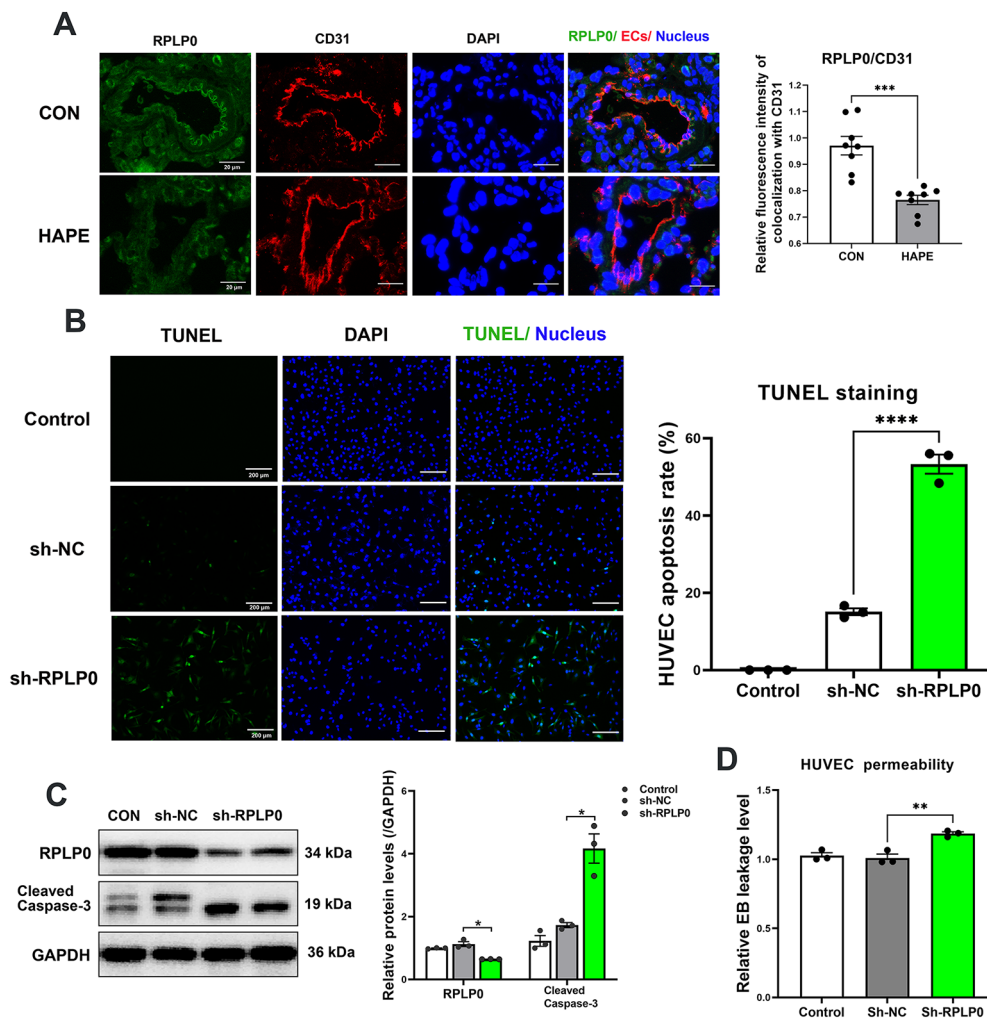 A
RPLP0
CD31
DAPI
RPLP0/ ECs/ Nucleus
CON
20 μm
HAPE
20 μm
RPLP0/CD31
Relative fluorescence intensity of
colocalization with CD31
1.2
1.1
1.0
0.9
0.8
0.7
0.6
***
CON
HAPE
B
TUNEL
DAPI
TUNEL/ Nucleus
Control
200 μm
sh-NC
200 μm
sh-RPLP0
200 μm
TUNEL staining
HUVEC apoptosis rate (%)
60
40
20
0
****
Control
sh-NC
sh-RPLP0
C
CON
sh-NC
sh-RPLP0
RPLP0
34 kDa
Cleaved
Caspase-3
19 kDa
GAPDH
36 kDa
Relative protein levels (/GAPDH)
6
4
2
0
*
*
Control
sh-NC
sh-RPLP0
RPLP0
Cleaved
Caspase-3
D
HUVEC permeability
Relative EB leakage level
1.5
1.0
0.5
0.0
**
Control
Sh-NC
Sh-RPLP0